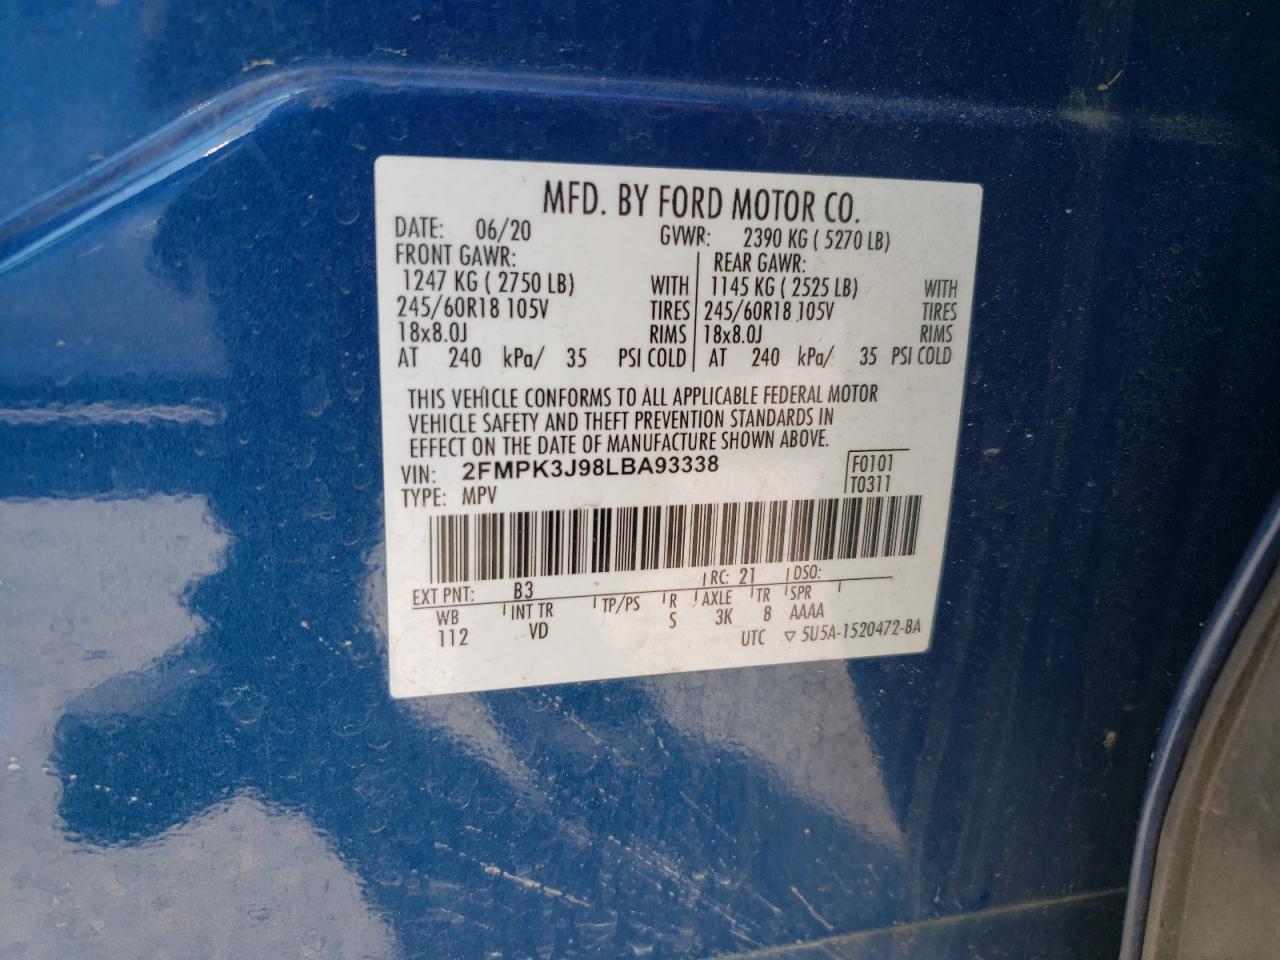 MFD. BY FORD MOTOR CO.
DATE: 06/20 GVWR: 2390 KG ( 5270 LB)
FRONT GAWR: REAR GAWR:
1247 KG ( 2750 LB) WITH 1145 KG ( 2525 LB) WITH
245/60R18 105V TIRES 245/60R18 105V TIRES
18x8.0J RIMS 18x8.0J RIMS
AT 240 kPa/ 35 PSI COLD AT 240 kPa/ 35 PSI COLD
THIS VEHICLE CONFORMS TO ALL APPLICABLE FEDERAL MOTOR
VEHICLE SAFETY AND THEFT PREVENTION STANDARDS IN
EFFECT ON THE DATE OF MANUFACTURE SHOWN ABOVE.
VIN: 2FMPK3J98LBA93338 F0101
TYPE: MPV T0311
EXT PNT: B3 RC: 21 DSO:
WB INT TR TP/PS R AXLE TR SPR
112 VD S 3K 8 AAAA
UTC ▽ 5U5A-1520472-BA